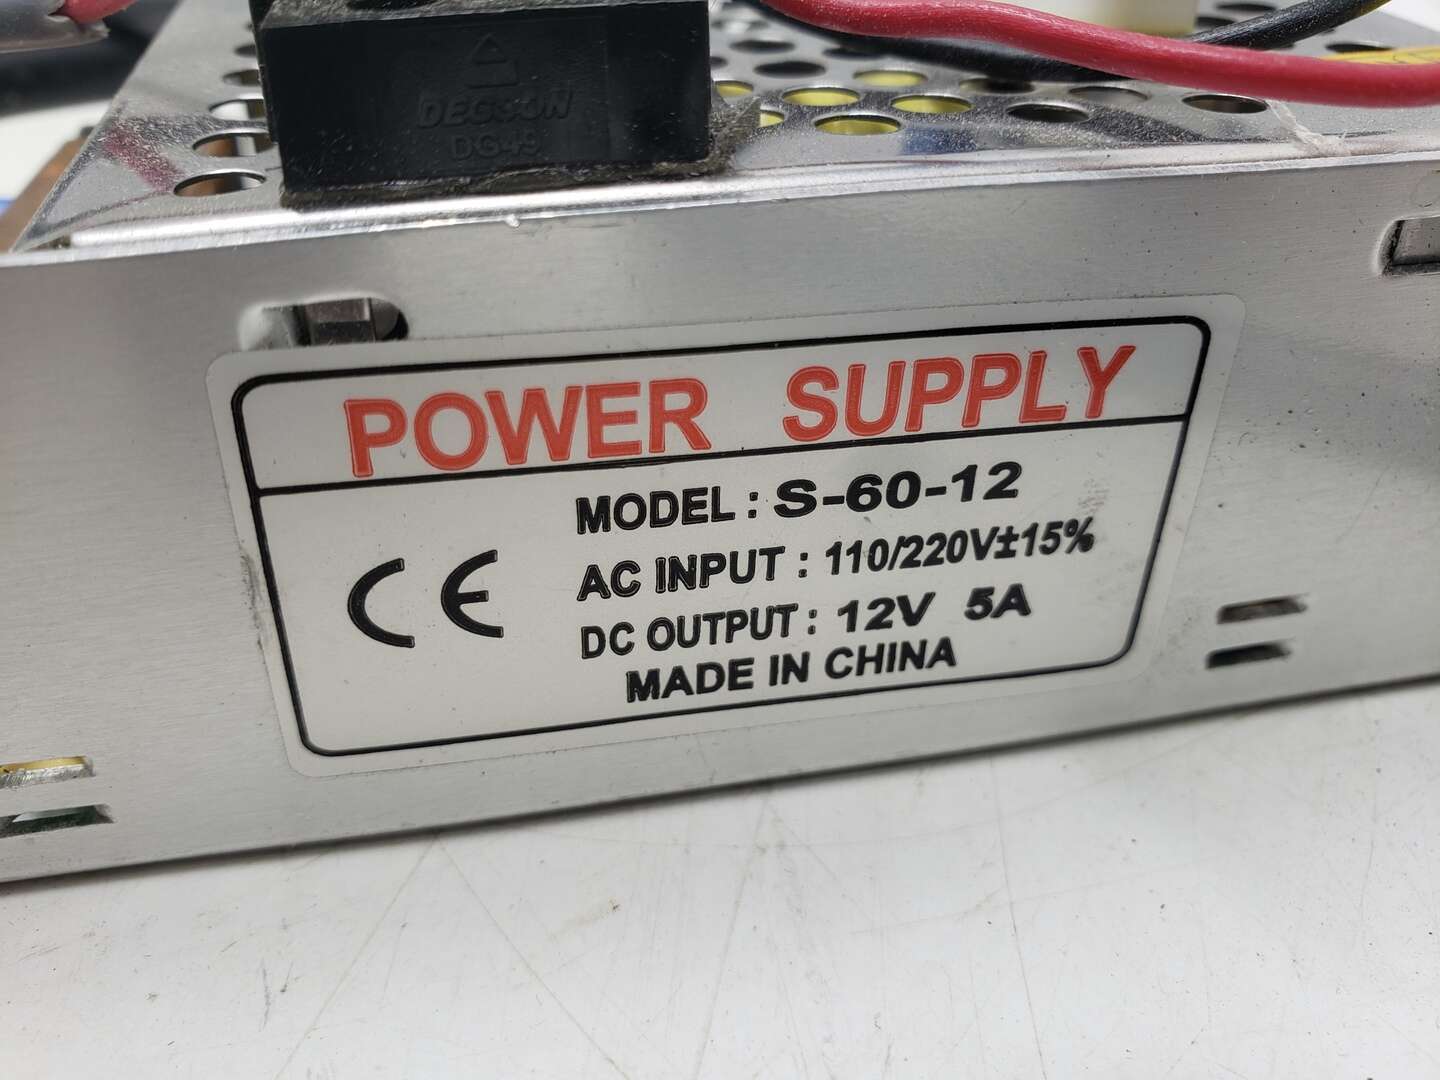 DEGSON
DG49
POWER SUPPLY
MODEL : S-60-12
AC INPUT : 110/220V±15%
CE
DC OUTPUT : 12V 5A
MADE IN CHINA